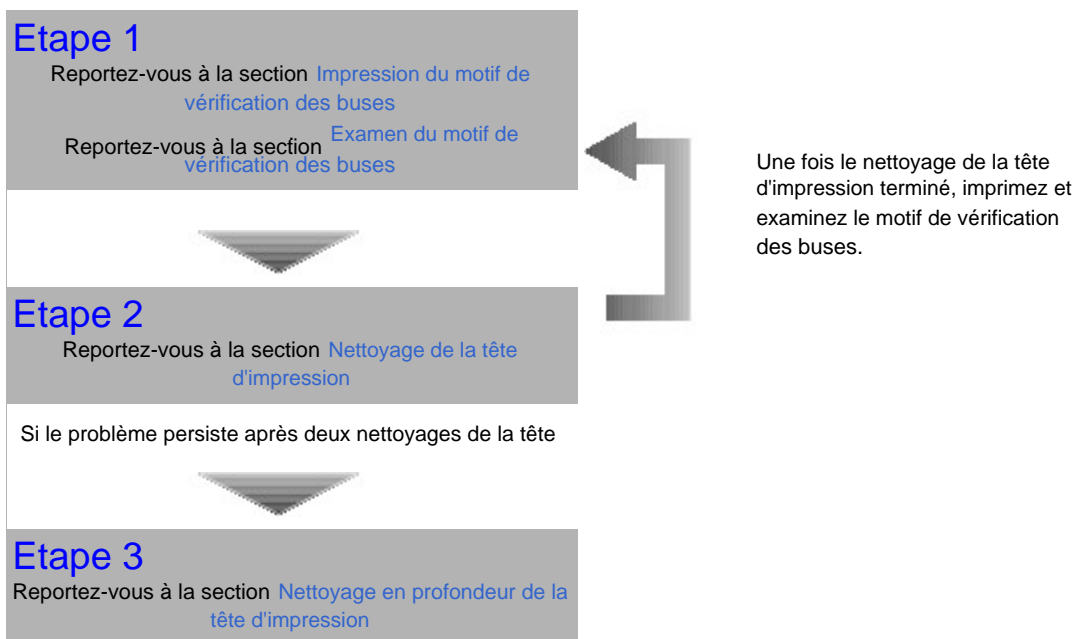 Etape 1
Reportez-vous à la section Impression du motif de
vérification des buses
Reportez-vous à la section Examen du motif de
vérification des buses
Une fois le nettoyage de la tête
d'impression terminé, imprimez et
examinez le motif de vérification
des buses.
Etape 2
Reportez-vous à la section Nettoyage de la tête
d'impression
Si le problème persiste après deux nettoyages de la tête
Etape 3
Reportez-vous à la section Nettoyage en profondeur de la
tête d'impression